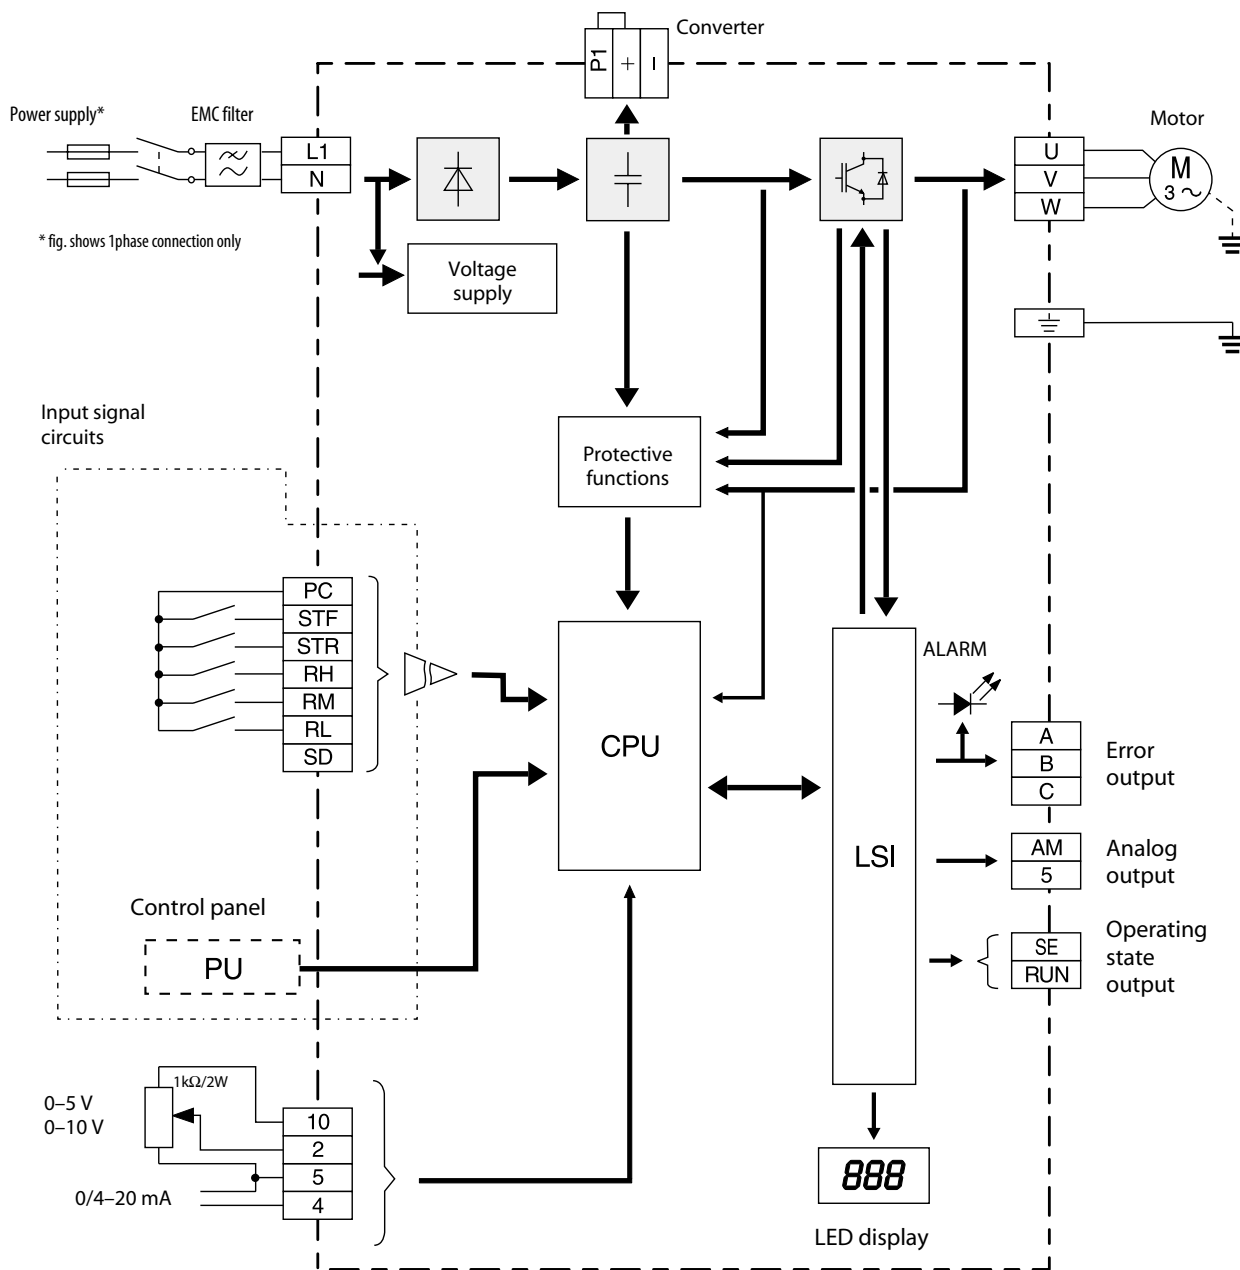 Converter
P1
+
−
Power supply*
EMC filter
L1
N
* fig. shows 1phase connection only
U
V
W
Motor
M
3 ~
Voltage
supply
Input signal
circuits
Protective
functions
PC
STF
STR
RH
RM
RL
SD
CPU
LSI
ALARM
A
B
C
Error
output
AM
5
Analog
output
SE
RUN
Operating
state
output
Control panel
PU
1kΩ/2W
0–5 V
0–10 V
10
2
5
4
0/4–20 mA
888
LED display